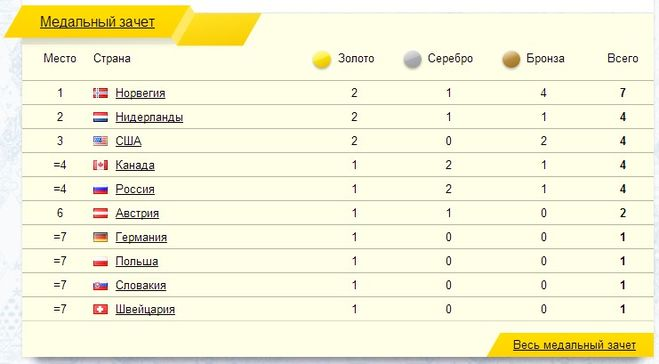 Медальный зачет
Место Страна Золото Серебро Бронза Всего
1 Норвегия 2 1 4 7
2 Нидерланды 2 1 1 4
3 США 2 0 2 4
=4 Канада 1 2 1 4
=4 Россия 1 2 1 4
6 Австрия 1 1 0 2
=7 Германия 1 0 0 1
=7 Польша 1 0 0 1
=7 Словакия 1 0 0 1
=7 Швейцария 1 0 0 1
Весь медальный зачет